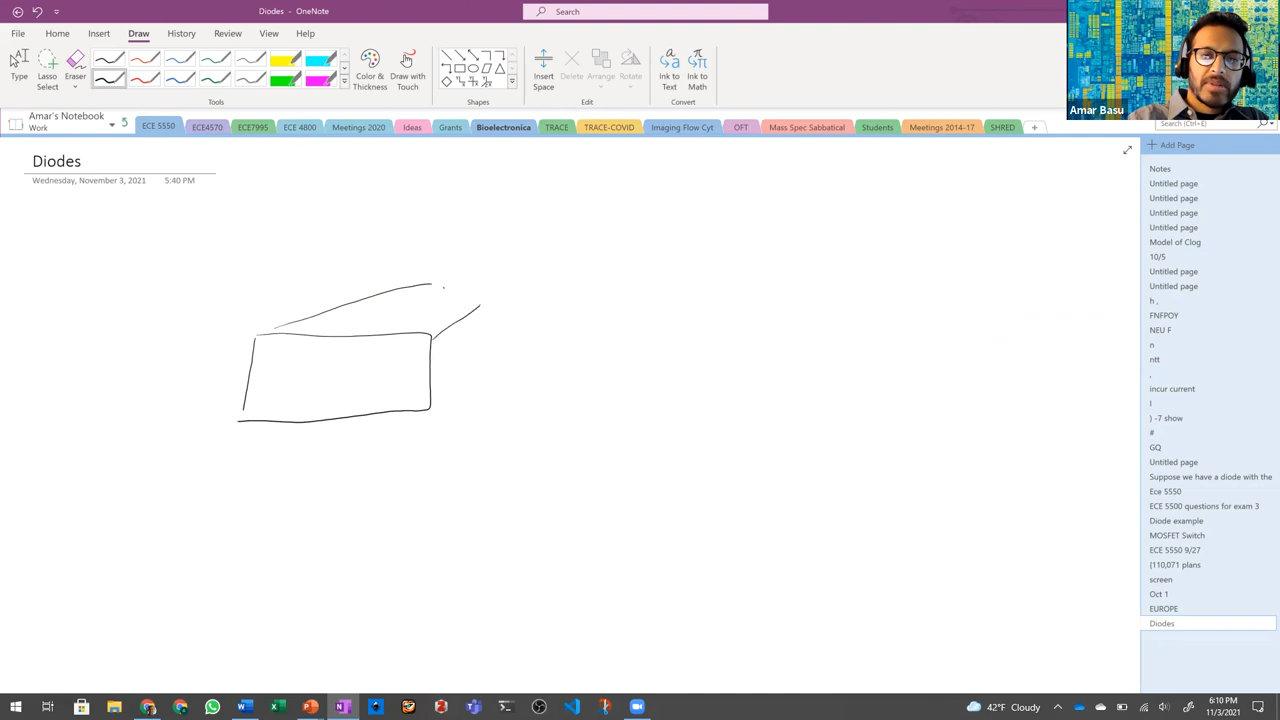 Diodes - OneNote
Search
File Home Insert Draw History Review View Help
Type
Lasso Select
Eraser
Color & Thickness
Draw with Touch
Insert Space
Delete
Arrange
Rotate
Ink to Text
Ink to Math
Tools
Shapes
Edit
Convert
Amar Basu
Amar's Notebook
Work
5
ECE 5550 ECE4570 ECE7995 ECE 4800 Meetings 2020 Ideas Grants Bioelectronica TRACE TRACE-COVID Imaging Flow Cyt OFT Mass Spec Sabbatical Students Meetings 2014-17 SHRED
Search (Ctrl+E)
Diodes
Wednesday, November 3, 2021 5:40 PM
Add Page
Notes
Untitled page
Untitled page
Untitled page
Untitled page
Model of Clog
10/5
Untitled page
Untitled page
h ,
FNFPOY
NEU F
n
ntt
,
incur current
I
) -7 show
#
GQ
Untitled page
Suppose we have a diode with the
Ece 5550
ECE 5500 questions for exam 3
Diode example
MOSFET Switch
ECE 5550 9/27
(110,071 plans
screen
Oct 1
EUROPE
Diodes
42°F Cloudy
6:10 PM
11/3/2021